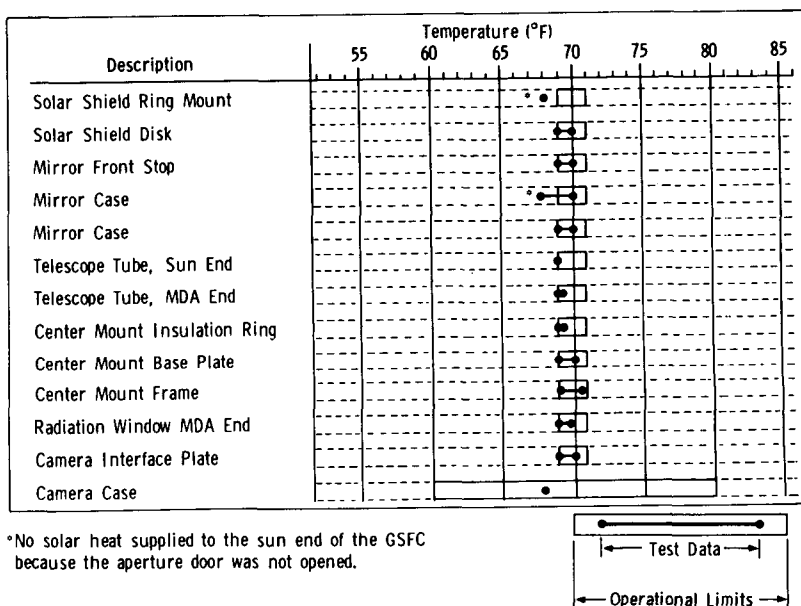 Temperature (°F)
Description
55 60 65 70 75 80 85
Solar Shield Ring Mount *
Solar Shield Disk
Mirror Front Stop
Mirror Case *
Mirror Case
Telescope Tube, Sun End
Telescope Tube, MDA End
Center Mount Insulation Ring
Center Mount Base Plate
Center Mount Frame
Radiation Window MDA End
Camera Interface Plate
Camera Case
*No solar heat supplied to the sun end of the GSFC
because the aperture door was not opened.
Test Data
Operational Limits